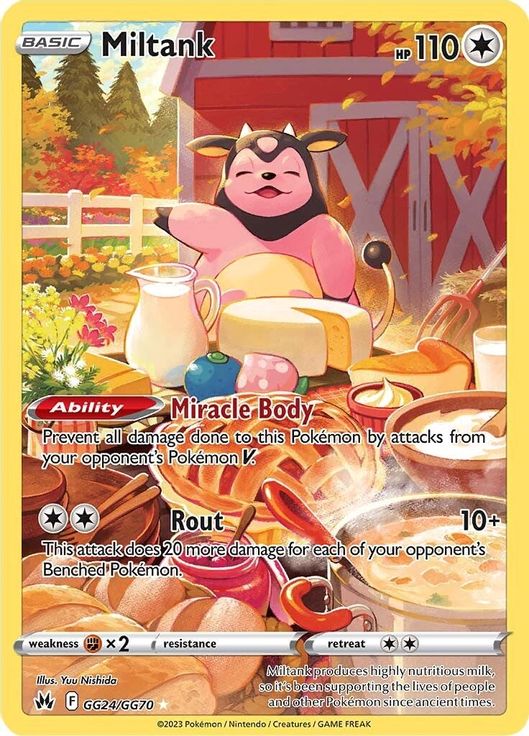 BASIC Miltank HP 110
Ability Miracle Body
Prevent all damage done to this Pokémon by attacks from
your opponent's Pokémon V.
Rout 10+
This attack does 20 more damage for each of your opponent's
Benched Pokémon.
weakness ×2 resistance retreat
Illus. Yuu Nishida
F GG24/GG70
Miltank produces highly nutritious milk,
so it's been supporting the lives of people
and other Pokémon since ancient times.
©2023 Pokémon / Nintendo / Creatures / GAME FREAK